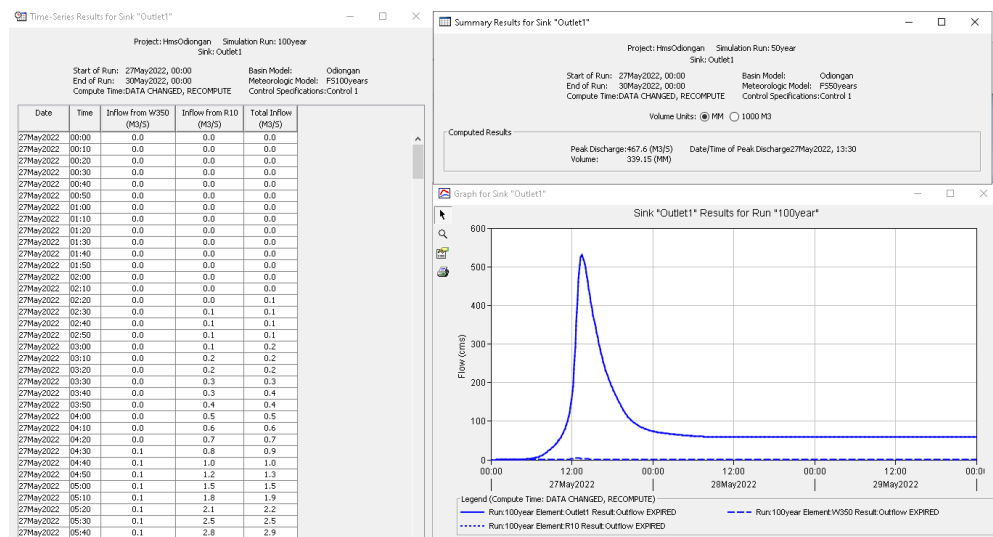 Time-Series Results for Sink "Outlet1"
Project: HmsOdiongan Simulation Run: 100year
Sink: Outlet1
Start of Run: 27May2022, 00:00 Basin Model: Odiongan
End of Run: 30May2022, 00:00 Meteorologic Model: FS100years
Compute Time:DATA CHANGED, RECOMPUTE Control Specifications:Control 1
Date Time Inflow from W350 (M3/S) Inflow from R10 (M3/S) Total Inflow (M3/S)
27May2022 00:00 0.0 0.0 0.0
27May2022 00:10 0.0 0.0 0.0
27May2022 00:20 0.0 0.0 0.0
27May2022 00:30 0.0 0.0 0.0
27May2022 00:40 0.0 0.0 0.0
27May2022 00:50 0.0 0.0 0.0
27May2022 01:00 0.0 0.0 0.0
27May2022 01:10 0.0 0.0 0.0
27May2022 01:20 0.0 0.0 0.0
27May2022 01:30 0.0 0.0 0.0
27May2022 01:40 0.0 0.0 0.0
27May2022 01:50 0.0 0.0 0.0
27May2022 02:00 0.0 0.0 0.0
27May2022 02:10 0.0 0.0 0.0
27May2022 02:20 0.0 0.0 0.1
27May2022 02:30 0.0 0.1 0.1
27May2022 02:40 0.0 0.1 0.1
27May2022 02:50 0.0 0.1 0.1
27May2022 03:00 0.0 0.1 0.2
27May2022 03:10 0.0 0.2 0.2
27May2022 03:20 0.0 0.2 0.2
27May2022 03:30 0.0 0.3 0.3
27May2022 03:40 0.0 0.3 0.4
27May2022 03:50 0.0 0.4 0.4
27May2022 04:00 0.0 0.5 0.5
27May2022 04:10 0.0 0.6 0.6
27May2022 04:20 0.0 0.7 0.7
27May2022 04:30 0.1 0.8 0.9
27May2022 04:40 0.1 1.0 1.0
27May2022 04:50 0.1 1.2 1.3
27May2022 05:00 0.1 1.5 1.5
27May2022 05:10 0.1 1.8 1.9
27May2022 05:20 0.1 2.1 2.2
27May2022 05:30 0.1 2.5 2.5
27May2022 05:40 0.1 2.8 2.9
Summary Results for Sink "Outlet1"
Project: HmsOdiongan Simulation Run: 50year
Sink: Outlet1
Start of Run: 27May2022, 00:00 Basin Model: Odiongan
End of Run: 30May2022, 00:00 Meteorologic Model: FS50years
Compute Time:DATA CHANGED, RECOMPUTE Control Specifications:Control 1
Volume Units: MM 1000 M3
Computed Results
Peak Discharge:467.6 (M3/S) Date/Time of Peak Discharge27May2022, 13:30
Volume: 339.15 (MM)
Graph for Sink "Outlet1"
Sink "Outlet1" Results for Run "100year"
600
500
400
300
200
100
0
Flow (cms)
00:00 12:00 00:00 12:00 00:00 12:00 00:0
27May2022 28May2022 29May2022
Legend (Compute Time: DATA CHANGED, RECOMPUTE)
Run:100year Element:Outlet1 Result:Outflow EXPIRED Run:100year Element:W350 Result:Outflow EXPIRED
Run:100year Element:R10 Result:Outflow EXPIRED